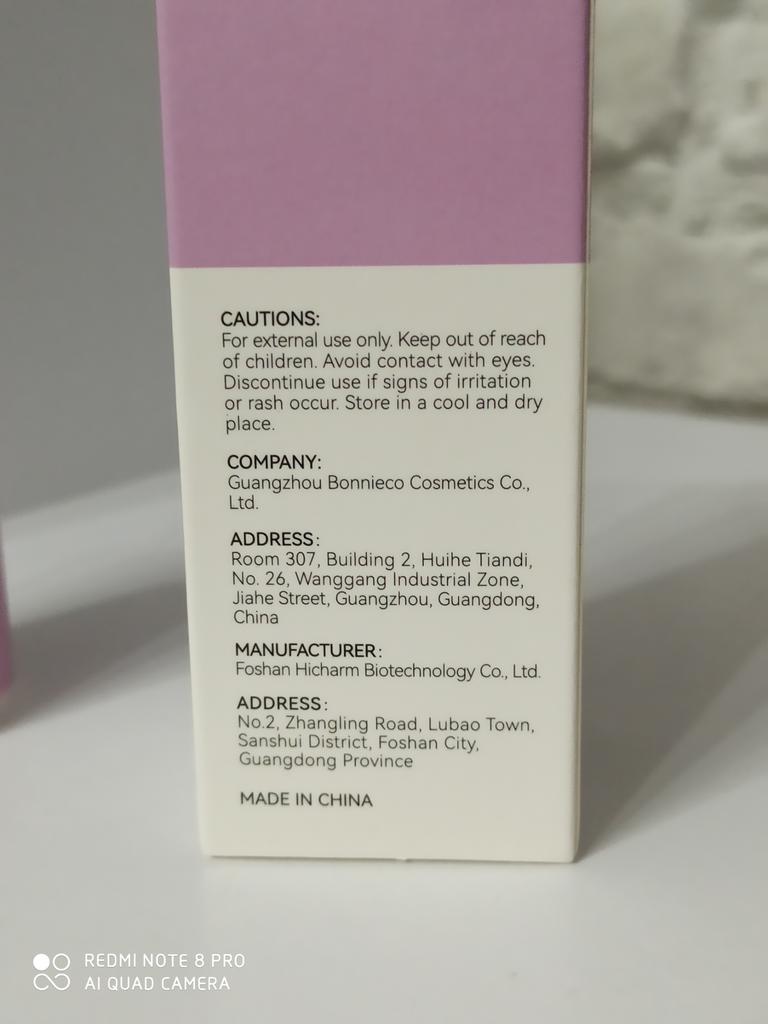 CAUTIONS:
For external use only. Keep out of reach
of children. Avoid contact with eyes.
Discontinue use if signs of irritation
or rash occur. Store in a cool and dry
place.
COMPANY:
Guangzhou Bonnieco Cosmetics Co.,
Ltd.
ADDRESS:
Room 307, Building 2, Huihe Tiandi,
No. 26, Wanggang Industrial Zone,
Jiahe Street, Guangzhou, Guangdong,
China
MANUFACTURER:
Foshan Hicharm Biotechnology Co., Ltd.
ADDRESS:
No.2, Zhangling Road, Lubao Town,
Sanshui District, Foshan City,
Guangdong Province
MADE IN CHINA
REDMI NOTE 8 PRO
AI QUAD CAMERA